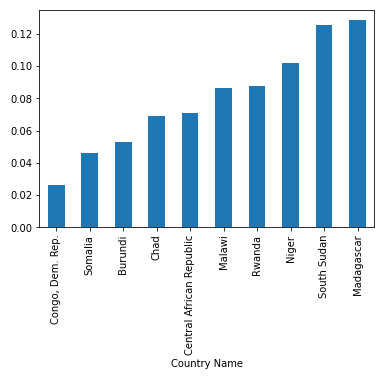 0.12
0.10
0.08
0.06
0.04
0.02
0.00
Congo, Dem. Rep.
Somalia
Burundi
Chad
Central African Republic
Malawi
Rwanda
Niger
South Sudan
Madagascar
Country Name